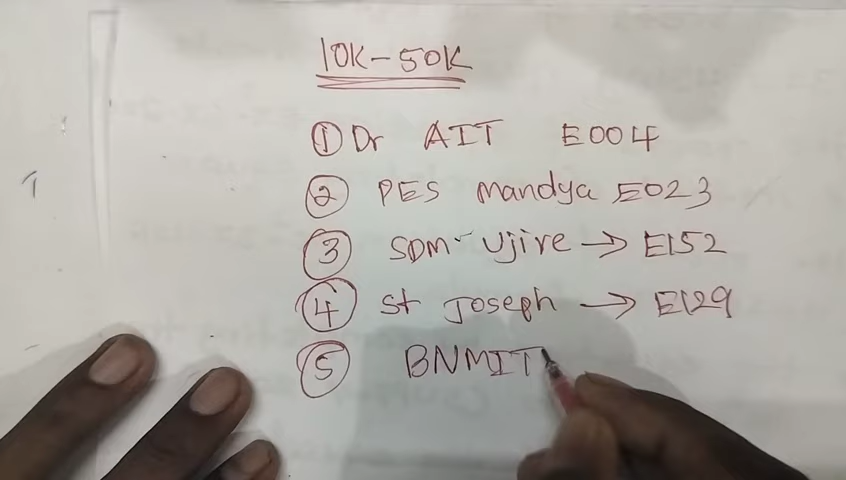 10K-50K
① Dr AIT E004
② PES Mandya E023
③ SDM- Ujire → E152
④ St Joseph → E129
⑤ BNMIT